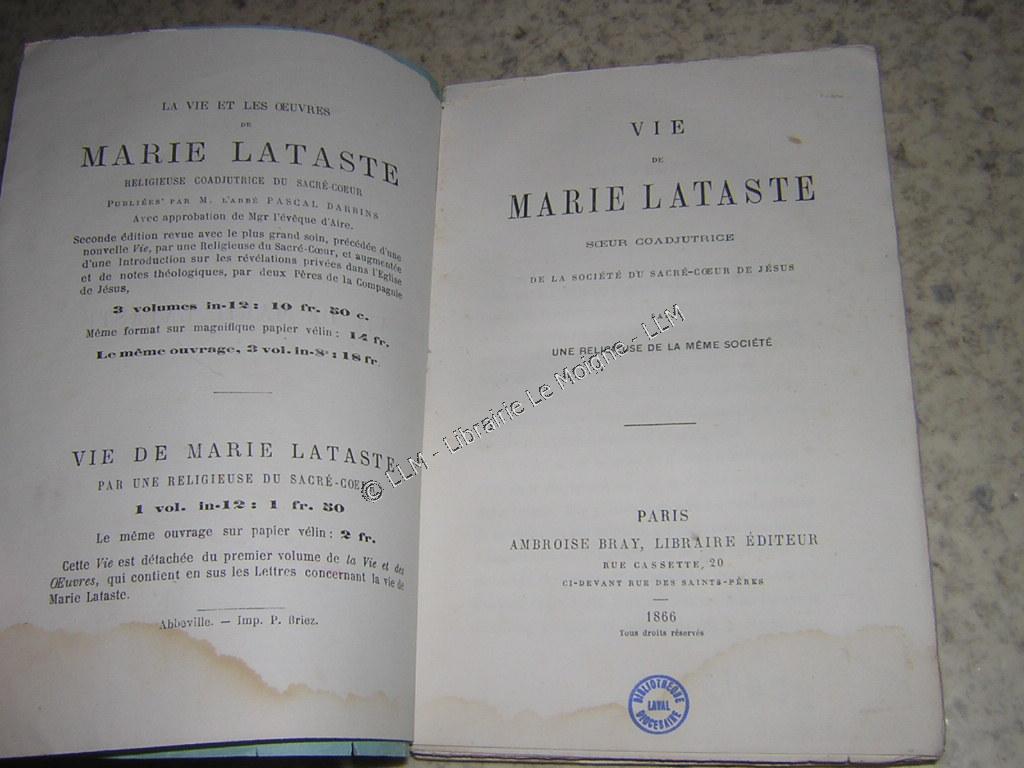 LA VIE ET LES ŒUVRES
DE
MARIE LATASTE
RELIGIEUSE COADJUTRICE DU SACRÉ-CŒUR
PUBLIÉES PAR M. L'ABBÉ PASCAL DARBINS
Avec approbation de Mgr l'évêque d'Aire.
Seconde édition revue avec le plus grand soin, précédée d'une
nouvelle Vie, par une Religieuse du Sacré-Cœur, et augmentée
d'une Introduction sur les révélations privées dans l'Eglise
et de notes théologiques, par deux Pères de la Compagnie
de Jésus,
3 volumes in-12 : 10 fr. 50 c.
Même format sur magnifique papier vélin : 14 fr.
Le même ouvrage, 3 vol. in-8° : 18 fr.
VIE DE MARIE LATASTE
PAR UNE RELIGIEUSE DU SACRÉ-CŒUR
1 vol. in-12 : 1 fr. 50
Le même ouvrage sur papier vélin : 2 fr.
Cette Vie est détachée du premier volume de la Vie et des
Œuvres, qui contient en sus les Lettres concernant la vie de
Marie Lataste.
Abbeville. — Imp. P. Briez.
VIE
DE
MARIE LATASTE
SŒUR COADJUTRICE
DE LA SOCIÉTÉ DU SACRÉ-CŒUR DE JÉSUS
PAR
UNE RELIGIEUSE DE LA MÊME SOCIÉTÉ
PARIS
AMBROISE BRAY, LIBRAIRE ÉDITEUR
RUE CASSETTE, 20
CI-DEVANT RUE DES SAINTS-PÈRES
1866
Tous droits réservés
BIBLIOTHÈQUE
LAVAL
DIOCESAINE
© LLM - Librairie Le Moigne - LLM